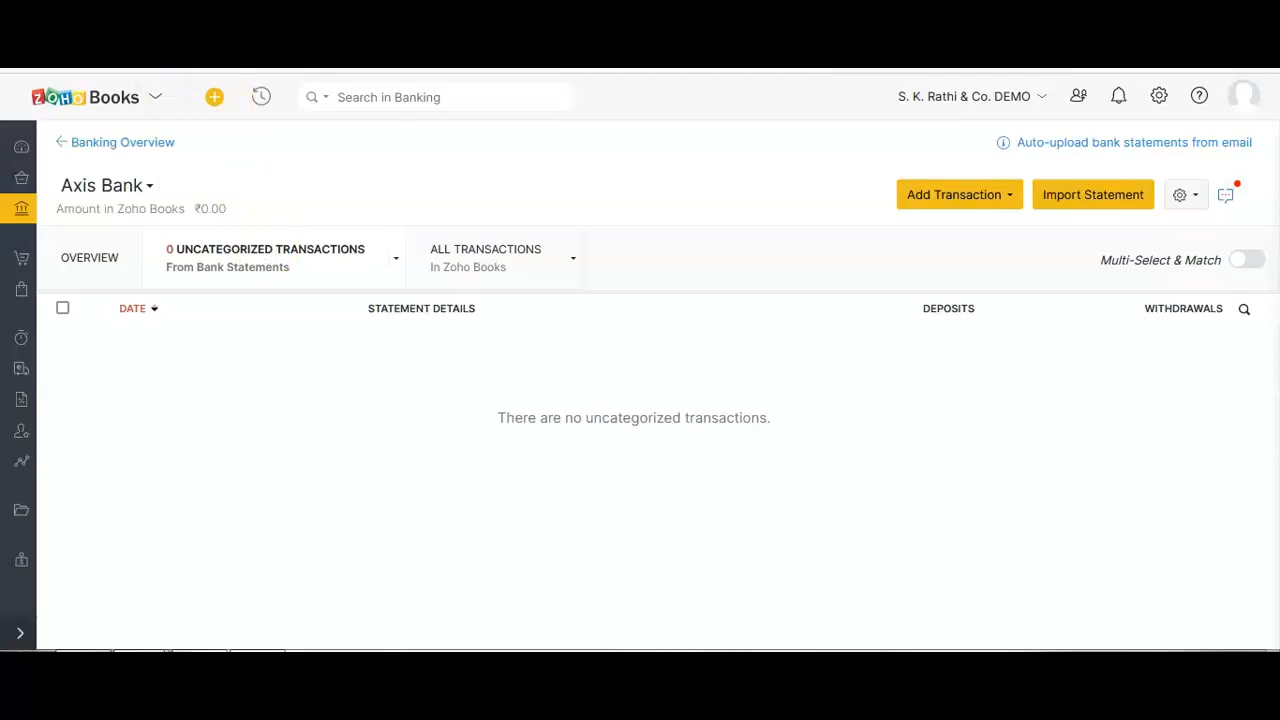 ZOHO Books
Search in Banking
S. K. Rathi & Co. DEMO
Banking Overview
Auto-upload bank statements from email
Axis Bank
Amount in Zoho Books ₹0.00
Add Transaction
Import Statement
OVERVIEW
0 UNCATEGORIZED TRANSACTIONS
From Bank Statements
ALL TRANSACTIONS
In Zoho Books
Multi-Select & Match
DATE
STATEMENT DETAILS
DEPOSITS
WITHDRAWALS
There are no uncategorized transactions.